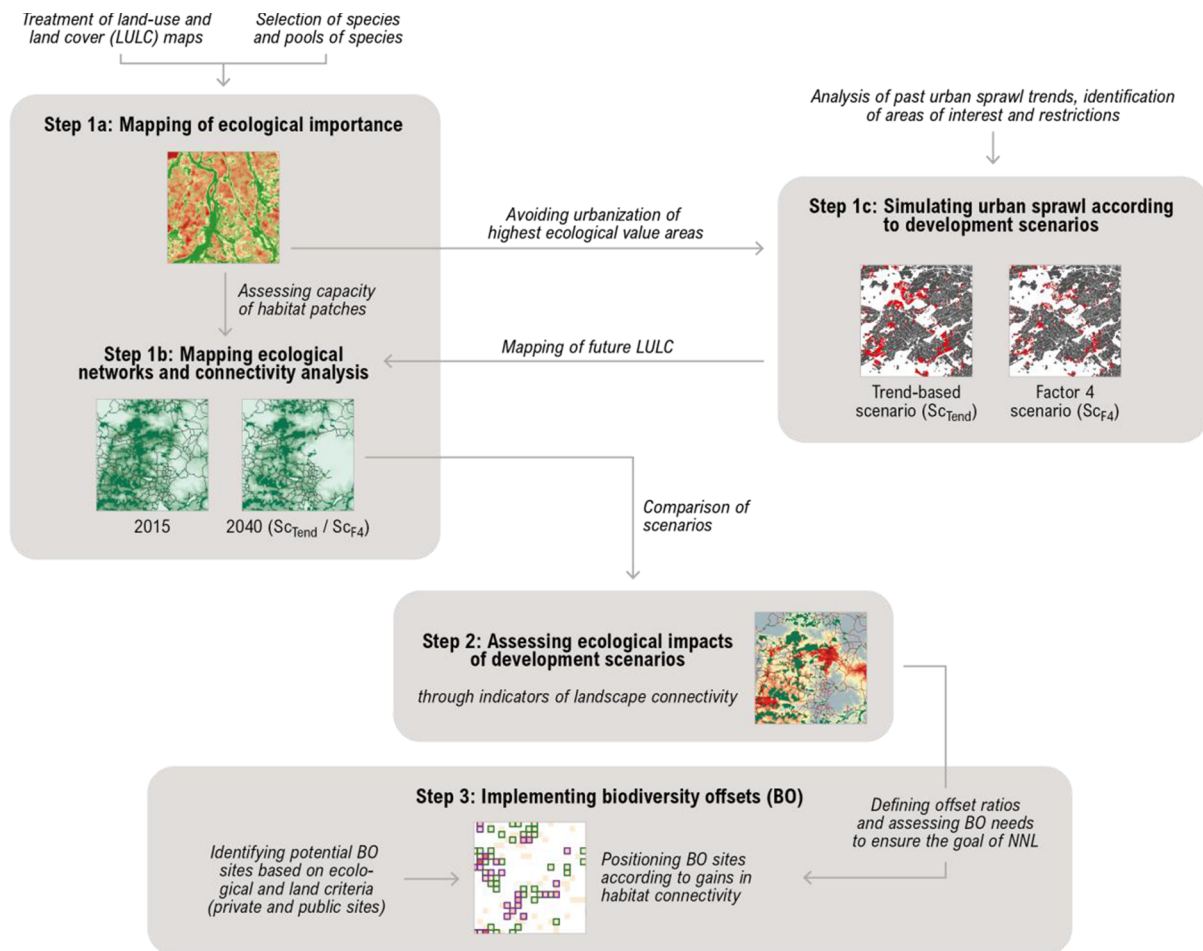 Treatment of land-use and
land cover (LULC) maps
Selection of species
and pools of species
Step 1a: Mapping of ecological importance
Assessing capacity
of habitat patches
Step 1b: Mapping ecological
networks and connectivity analysis
2015
2040 (ScTend / ScF4)
Avoiding urbanization of
highest ecological value areas
Mapping of future LULC
Analysis of past urban sprawl trends, identification
of areas of interest and restrictions
Step 1c: Simulating urban sprawl according
to development scenarios
Trend-based
scenario (ScTend)
Factor 4
scenario (ScF4)
Comparison of
scenarios
Step 2: Assessing ecological impacts
of development scenarios
through indicators of landscape connectivity
Step 3: Implementing biodiversity offsets (BO)
Identifying potential BO
sites based on ecolo-
gical and land criteria
(private and public sites)
Positioning BO sites
according to gains in
habitat connectivity
Defining offset ratios
and assessing BO needs
to ensure the goal of NNL